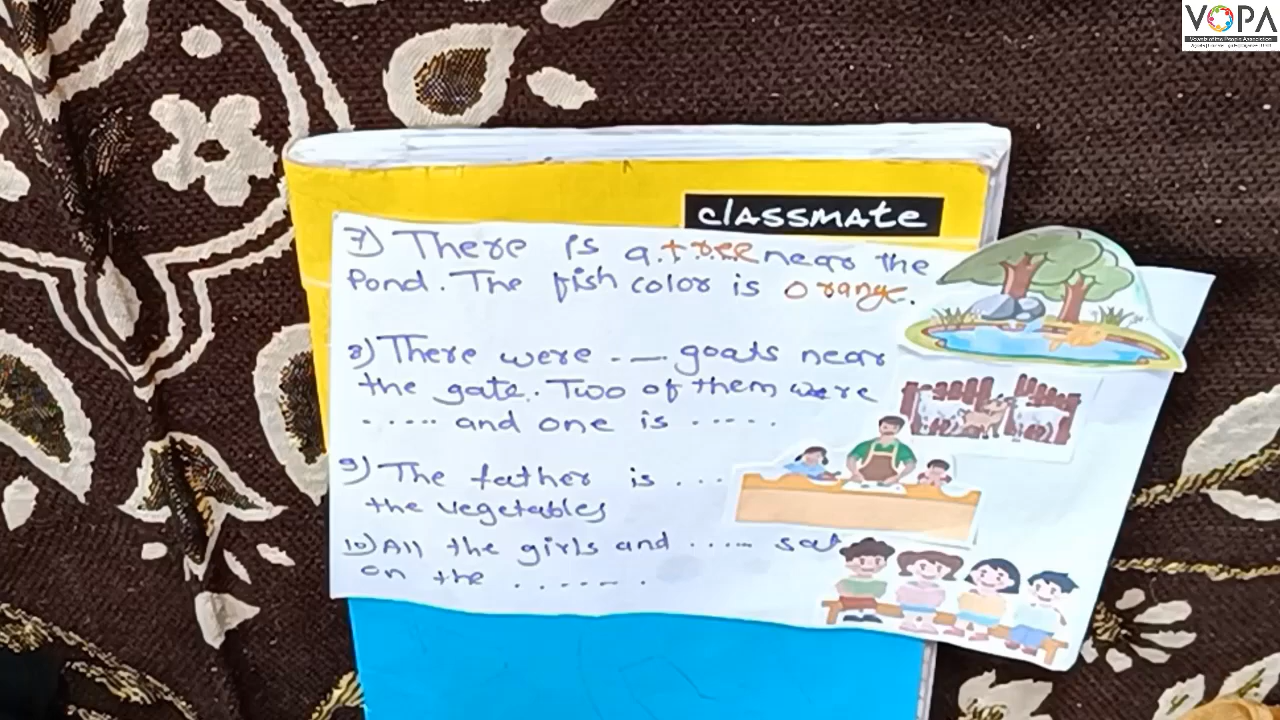 VOPA
classmate
7) There is a tree near the
Pond. The fish color is Orange.
8) There were ..... goats near
the gate. Two of them were
..... and one is .....
9) The father is ...
the vegetables
10) All the girls and ..... sat
on the .......